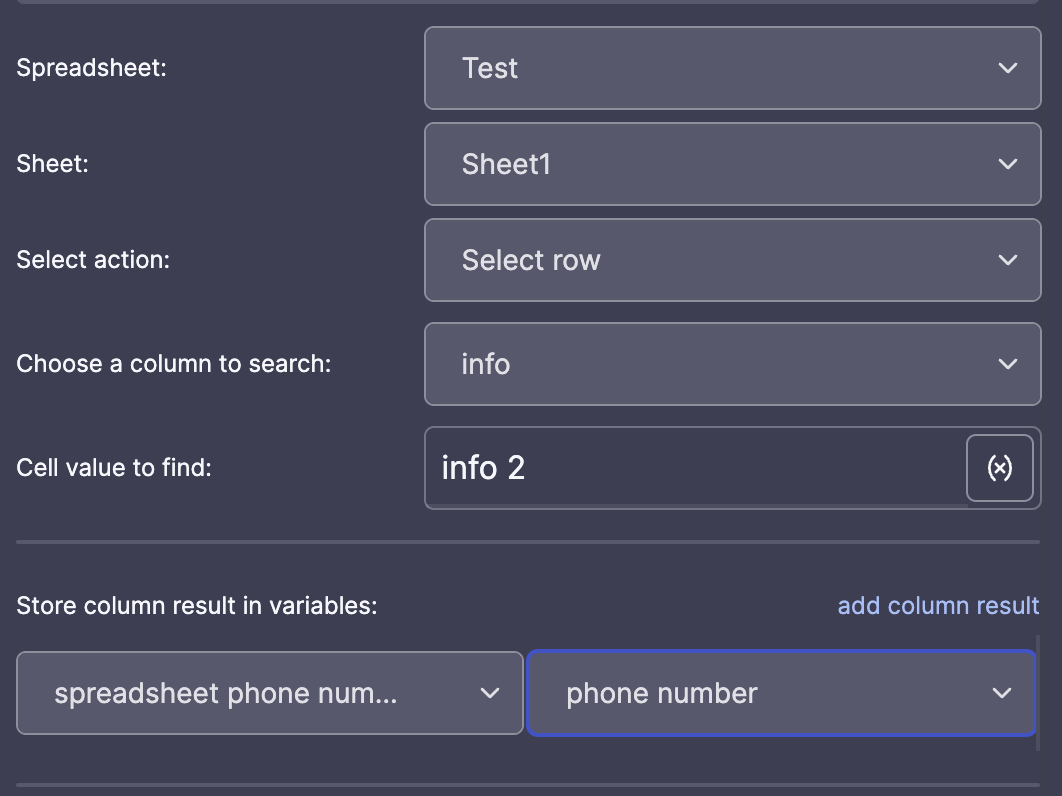 Spreadsheet:
Test
Sheet:
Sheet1
Select action:
Select row
Choose a column to search:
info
Cell value to find:
info 2
(×)
Store column result in variables:
add column result
spreadsheet phone num...
phone number